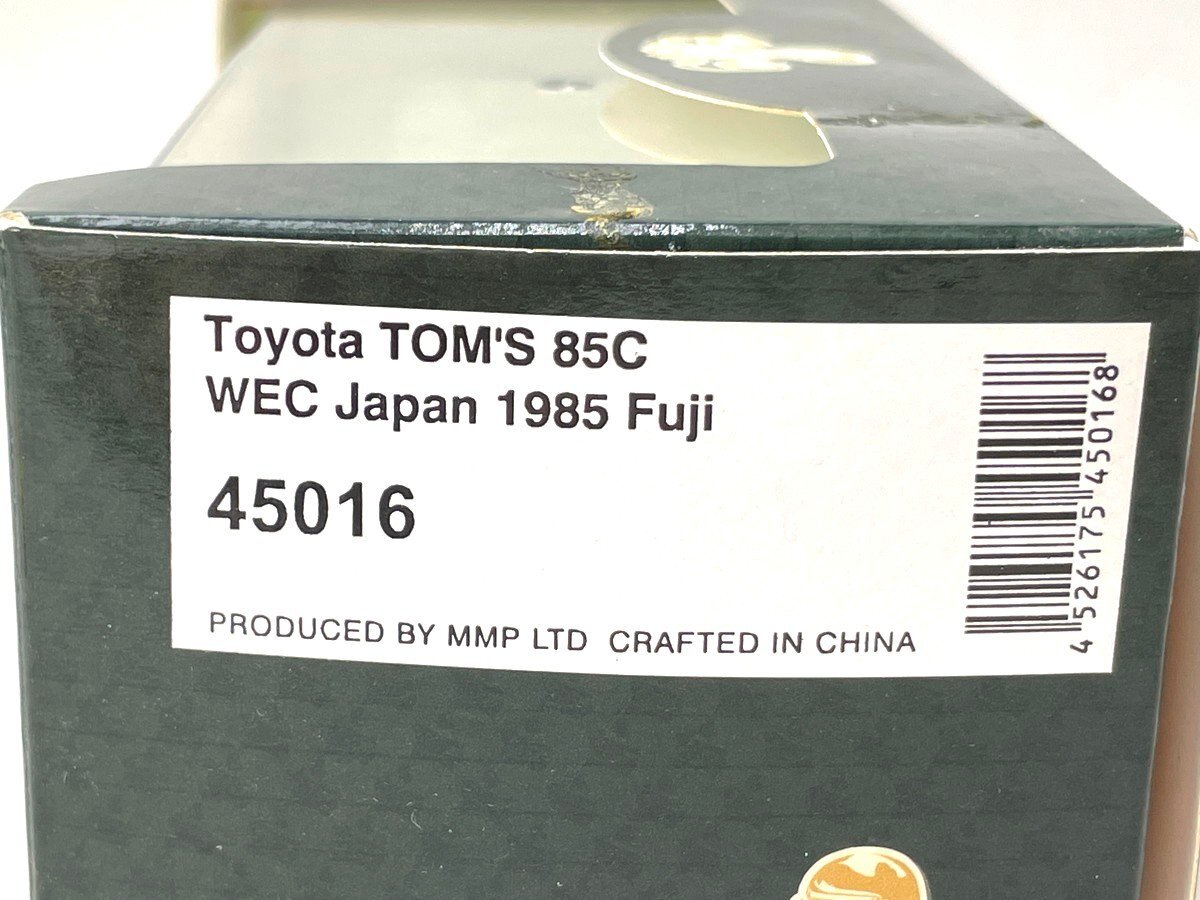 Toyota TOM'S 85C
WEC Japan 1985 Fuji
45016
PRODUCED BY MMP LTD CRAFTED IN CHINA
4 526175 450168